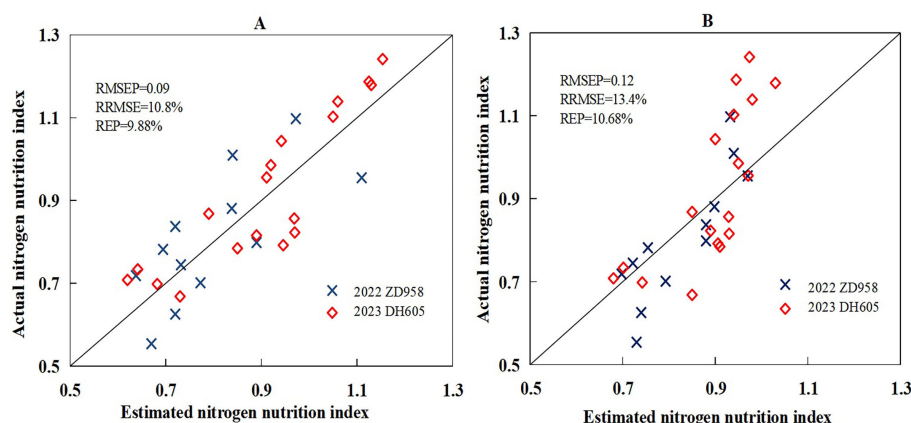 A
RMSEP=0.09
RRMSE=10.8%
REP=9.88%
1.3
1.1
0.9
0.7
0.5
Actual nitrogen nutrition index
2022 ZD958
2023 DH605
0.5 0.7 0.9 1.1 1.3
Estimated nitrogen nutrition index
B
RMSEP=0.12
RRMSE=13.4%
REP=10.68%
1.3
1.1
0.9
0.7
0.5
Actual nitrogen nutrition index
2022 ZD958
2023 DH605
0.5 0.7 0.9 1.1 1.3
Estimated nitrogen nutrition index